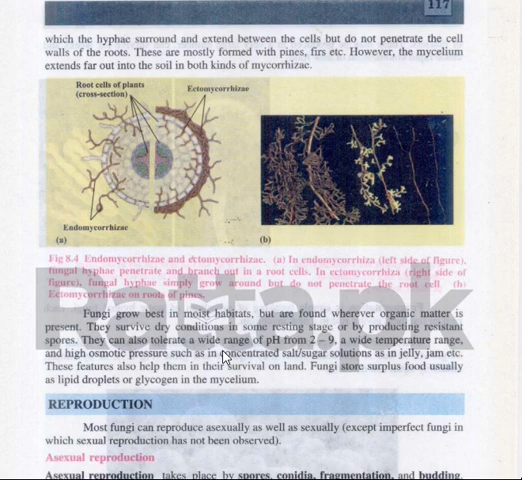 117
which the hyphae surround and extend between the cells but do not penetrate the cell
walls of the roots. These are mostly formed with pines, firs etc. However, the mycelium
extends far out into the soil in both kinds of mycorrhizae.
Root cells of plants
(cross-section)
Ectomycorrhizae
Endomycorrhizae
(a)
(b)
Fig 8.4 Endomycorrhizae and ectomycorrhizae. (a) In endomycorrhiza (left side of figure),
fungal hyphae penetrate and branch out in a root cells. In ectomycorrhiza (right side of
figure), fungal hyphae simply grow around but do not penetrate the root cell (b)
Ectomycorrhizae on roots of pines.
Ratta.pk
Fungi grow best in moist habitats, but are found wherever organic matter is
present. They survive dry conditions in some resting stage or by producting resistant
spores. They can also tolerate a wide range of pH from 2 – 9, a wide temperature range,
and high osmotic pressure such as in concentrated salt/sugar solutions as in jelly, jam etc.
These features also help them in their survival on land. Fungi store surplus food usually
as lipid droplets or glycogen in the mycelium.
REPRODUCTION
Most fungi can reproduce asexually as well as sexually (except imperfect fungi in
which sexual reproduction has not been observed).
Asexual reproduction
Asexual reproduction takes place by spores, conidia, fragmentation, and budding.